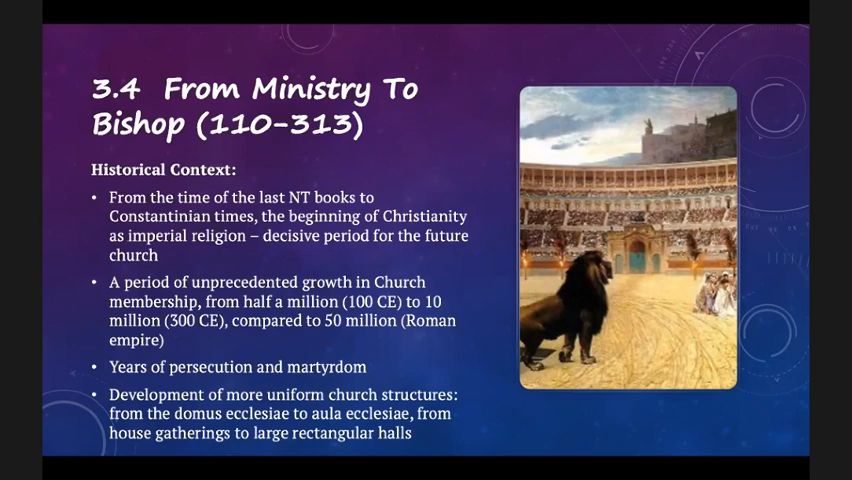 3.4 From Ministry To
Bishop (110-313)
Historical Context:
• From the time of the last NT books to
Constantinian times, the beginning of Christianity
as imperial religion – decisive period for the future
church
• A period of unprecedented growth in Church
membership, from half a million (100 CE) to 10
million (300 CE), compared to 50 million (Roman
empire)
• Years of persecution and martyrdom
• Development of more uniform church structures:
from the domus ecclesiae to aula ecclesiae, from
house gatherings to large rectangular halls